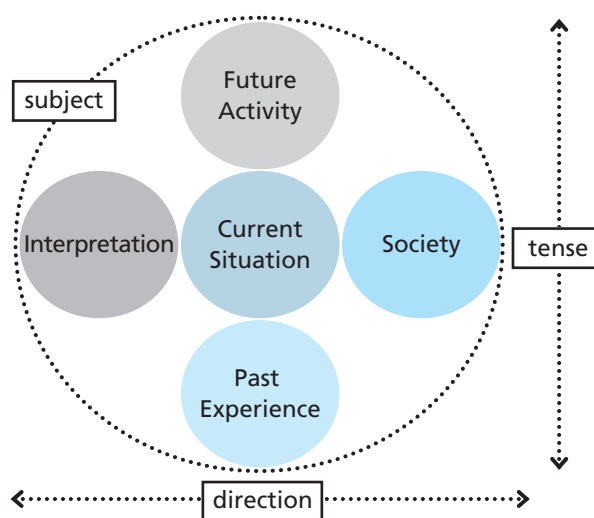 Future
Activity
subject
Interpretation
Current
Situation
Society
tense
Past
Experience
direction